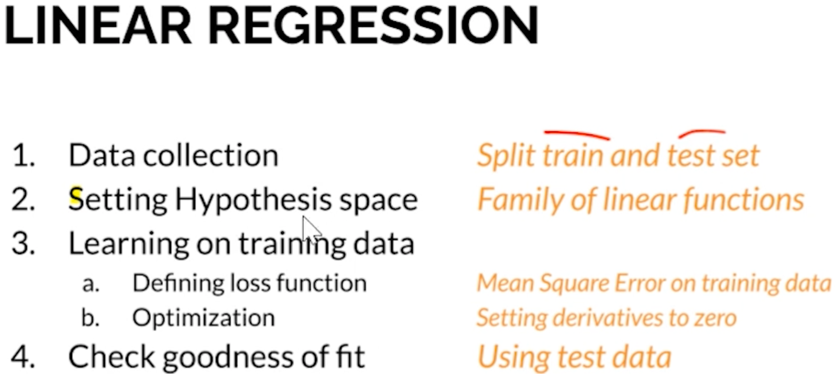 LINEAR REGRESSION
1. Data collection Split train and test set
2. Setting Hypothesis space Family of linear functions
3. Learning on training data
a. Defining loss function Mean Square Error on training data
b. Optimization Setting derivatives to zero
4. Check goodness of fit Using test data